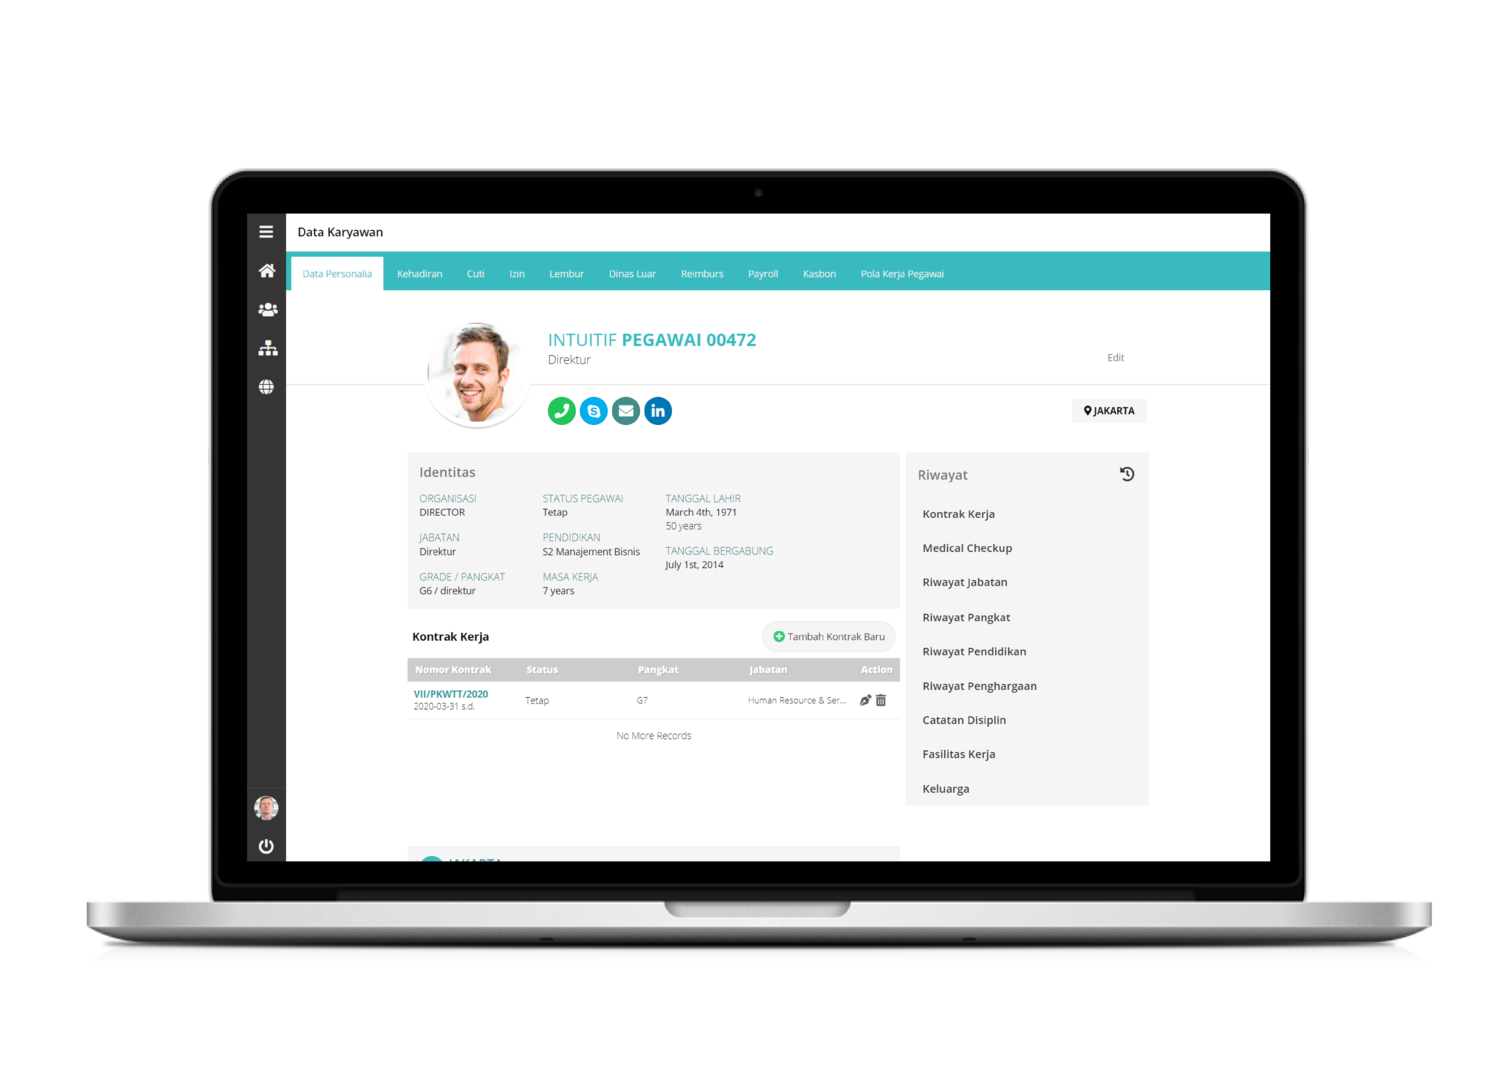 Data Karyawan
Data Personalia Kehadiran Cuti Izin Lembur Dinas Luar Reimburs Payroll Kasbon Pola Kerja Pegawai
INTUITIF PEGAWAI 00472
Direktur
Edit
in
JAKARTA
Identitas
ORGANISASI STATUS PEGAWAI TANGGAL LAHIR
DIRECTOR Tetap March 4th, 1971
50 years
JABATAN PENDIDIKAN
Direktur S2 Manajement Bisnis
TANGGAL BERGABUNG
July 1st, 2014
GRADE / PANGKAT MASA KERJA
G6 / direktur 7 years
Kontrak Kerja Tambah Kontrak Baru
Nomor Kontrak Status Pangkat Jabatan Action
VII/PKWTT/2020
2020-03-31 s.d.
Tetap G7 Human Resource & Ser...
No More Records
Riwayat
Kontrak Kerja
Medical Checkup
Riwayat Jabatan
Riwayat Pangkat
Riwayat Pendidikan
Riwayat Penghargaan
Catatan Disiplin
Fasilitas Kerja
Keluarga
JAKARTA